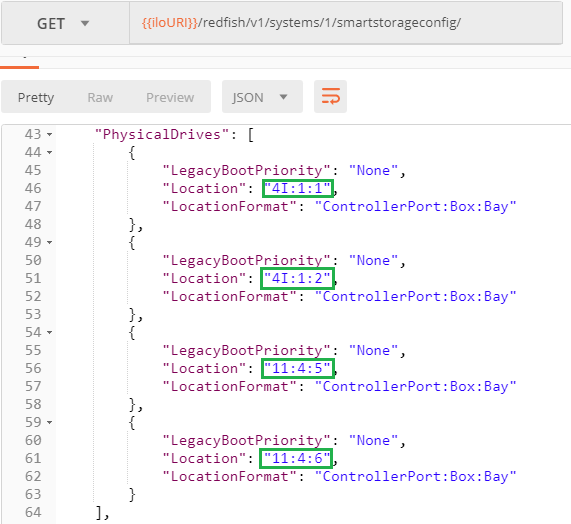 GET {{iloURI}}/redfish/v1/systems/1/smartstorageconfig/
Pretty Raw Preview JSON
43 "PhysicalDrives": [
44 {
45 "LegacyBootPriority": "None",
46 "Location": "4I:1:1",
47 "LocationFormat": "ControllerPort:Box:Bay"
48 },
49 {
50 "LegacyBootPriority": "None",
51 "Location": "4I:1:2",
52 "LocationFormat": "ControllerPort:Box:Bay"
53 },
54 {
55 "LegacyBootPriority": "None",
56 "Location": "11:4:5",
57 "LocationFormat": "ControllerPort:Box:Bay"
58 },
59 {
60 "LegacyBootPriority": "None",
61 "Location": "11:4:6",
62 "LocationFormat": "ControllerPort:Box:Bay"
63 }
64 ],